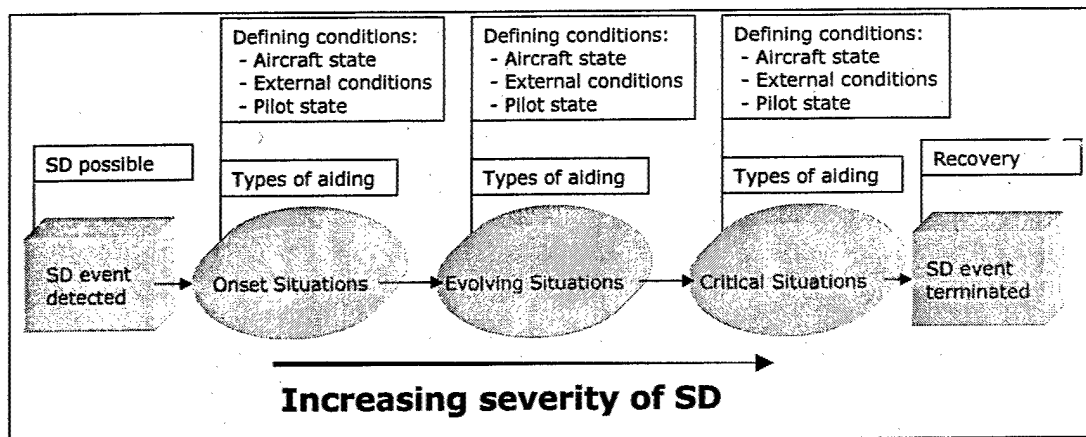 Defining conditions:
- Aircraft state
- External conditions
- Pilot state
Defining conditions:
- Aircraft state
- External conditions
- Pilot state
Defining conditions:
- Aircraft state
- External conditions
- Pilot state
SD possible
Types of aiding
Types of aiding
Types of aiding
Recovery
SD event
detected
Onset Situations
Evolving Situations
Critical Situations
SD event
terminated
Increasing severity of SD